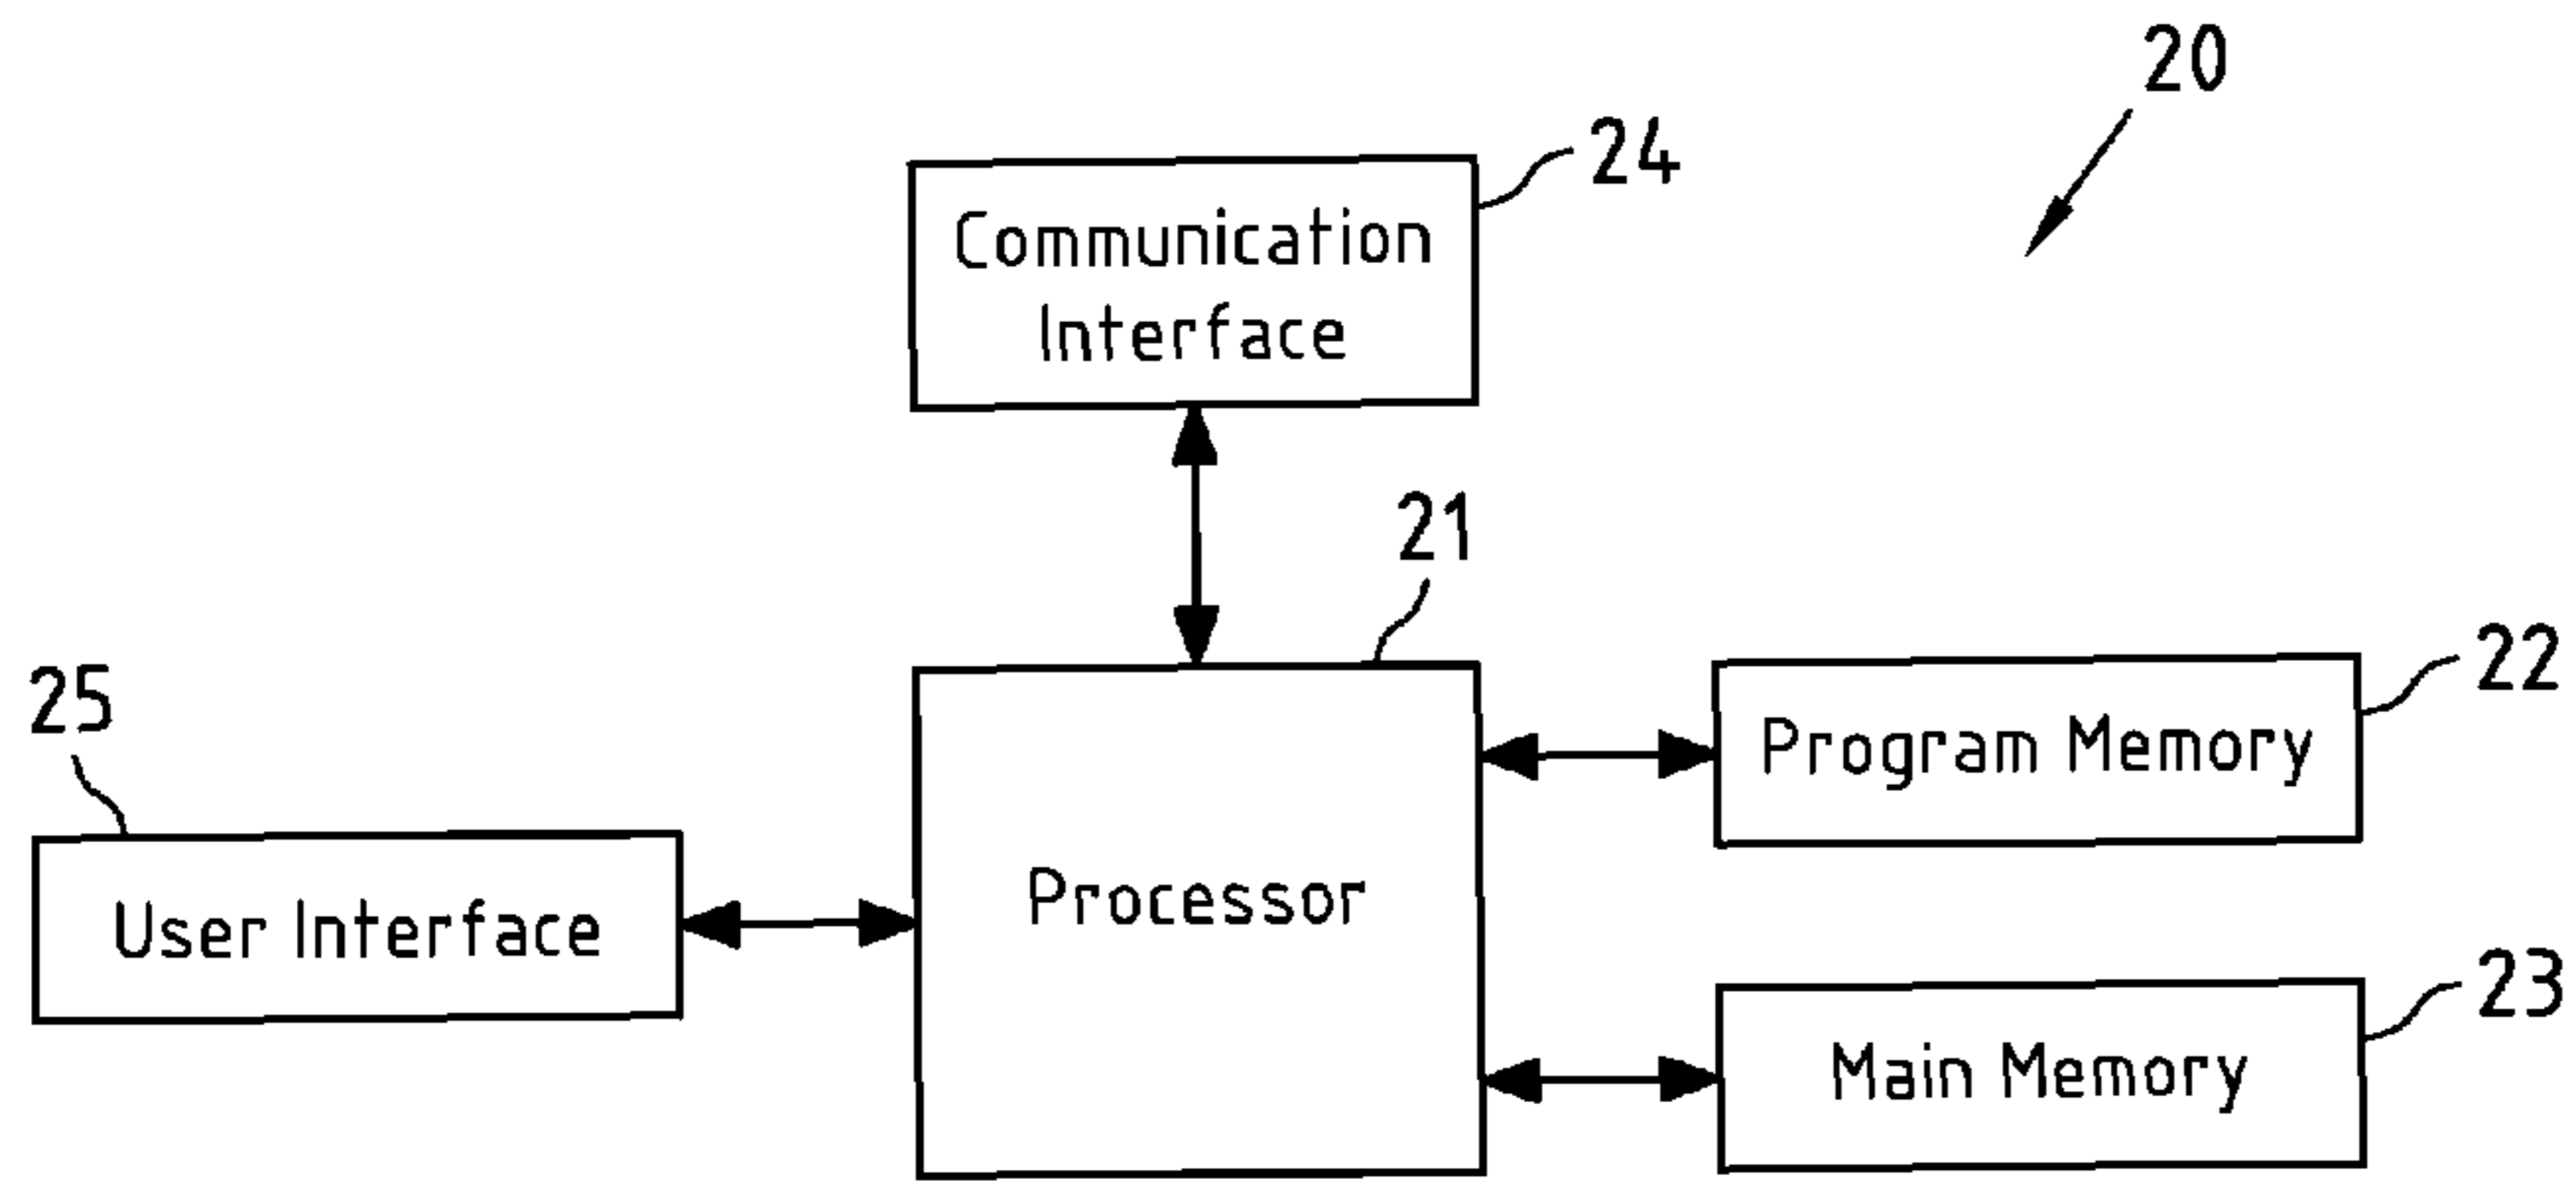 20
24
Communication
Interface
21
22
25
Program Memory
Processor
User Interface
23
Main Memory